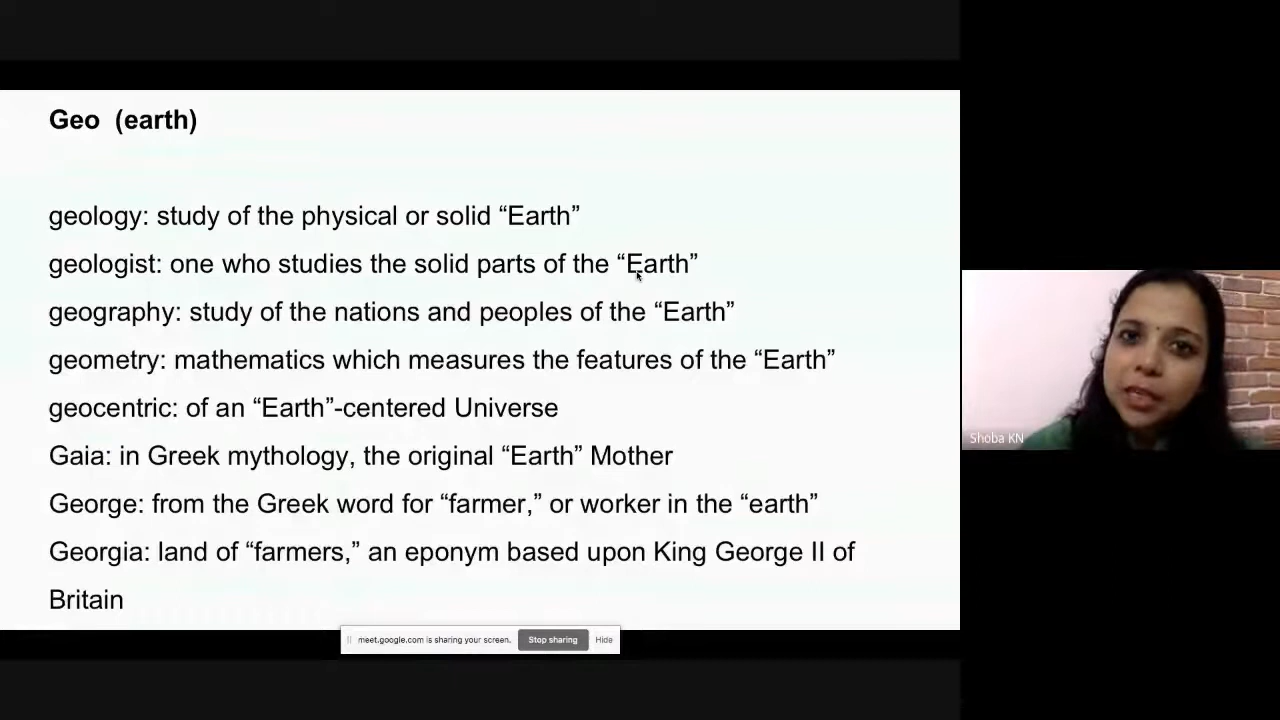 Geo (earth)
geology: study of the physical or solid “Earth”
geologist: one who studies the solid parts of the “Earth”
geography: study of the nations and peoples of the “Earth”
geometry: mathematics which measures the features of the “Earth”
geocentric: of an “Earth”-centered Universe
Gaia: in Greek mythology, the original “Earth” Mother
George: from the Greek word for “farmer,” or worker in the “earth”
Georgia: land of “farmers,” an eponym based upon King George II of
Britain
Shoba KN
meet.google.com is sharing your screen. Stop sharing Hide